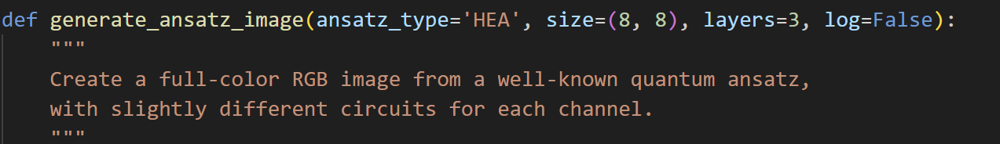 def generate_ansatz_image(ansatz_type='HEA', size=(8, 8), layers=3, log=False):
"""
Create a full-color RGB image from a well-known quantum ansatz,
with slightly different circuits for each channel.
"""